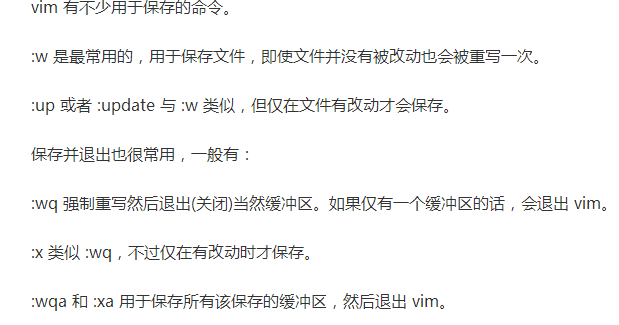 vim 有不少用于保存的命令。
:w 是最常用的，用于保存文件，即使文件并没有被改动也会被重写一次。
:up 或者 :update 与 :w 类似，但仅在文件有改动才会保存。
保存并退出也很常用，一般有：
:wq 强制重写然后退出(关闭)当然缓冲区。如果仅有一个缓冲区的话，会退出 vim。
:x 类似 :wq，不过仅在有改动时才保存。
:wqa 和 :xa 用于保存所有该保存的缓冲区，然后退出 vim。